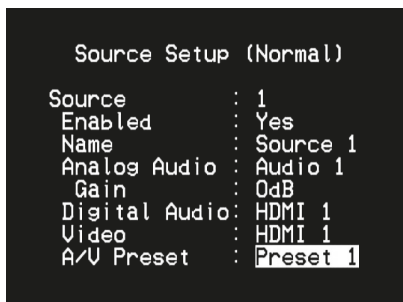 Source Setup (Normal)
Source : 1
Enabled : Yes
Name : Source 1
Analog Audio : Audio 1
Gain : 0dB
Digital Audio: HDMI 1
Video : HDMI 1
A/V Preset : Preset 1